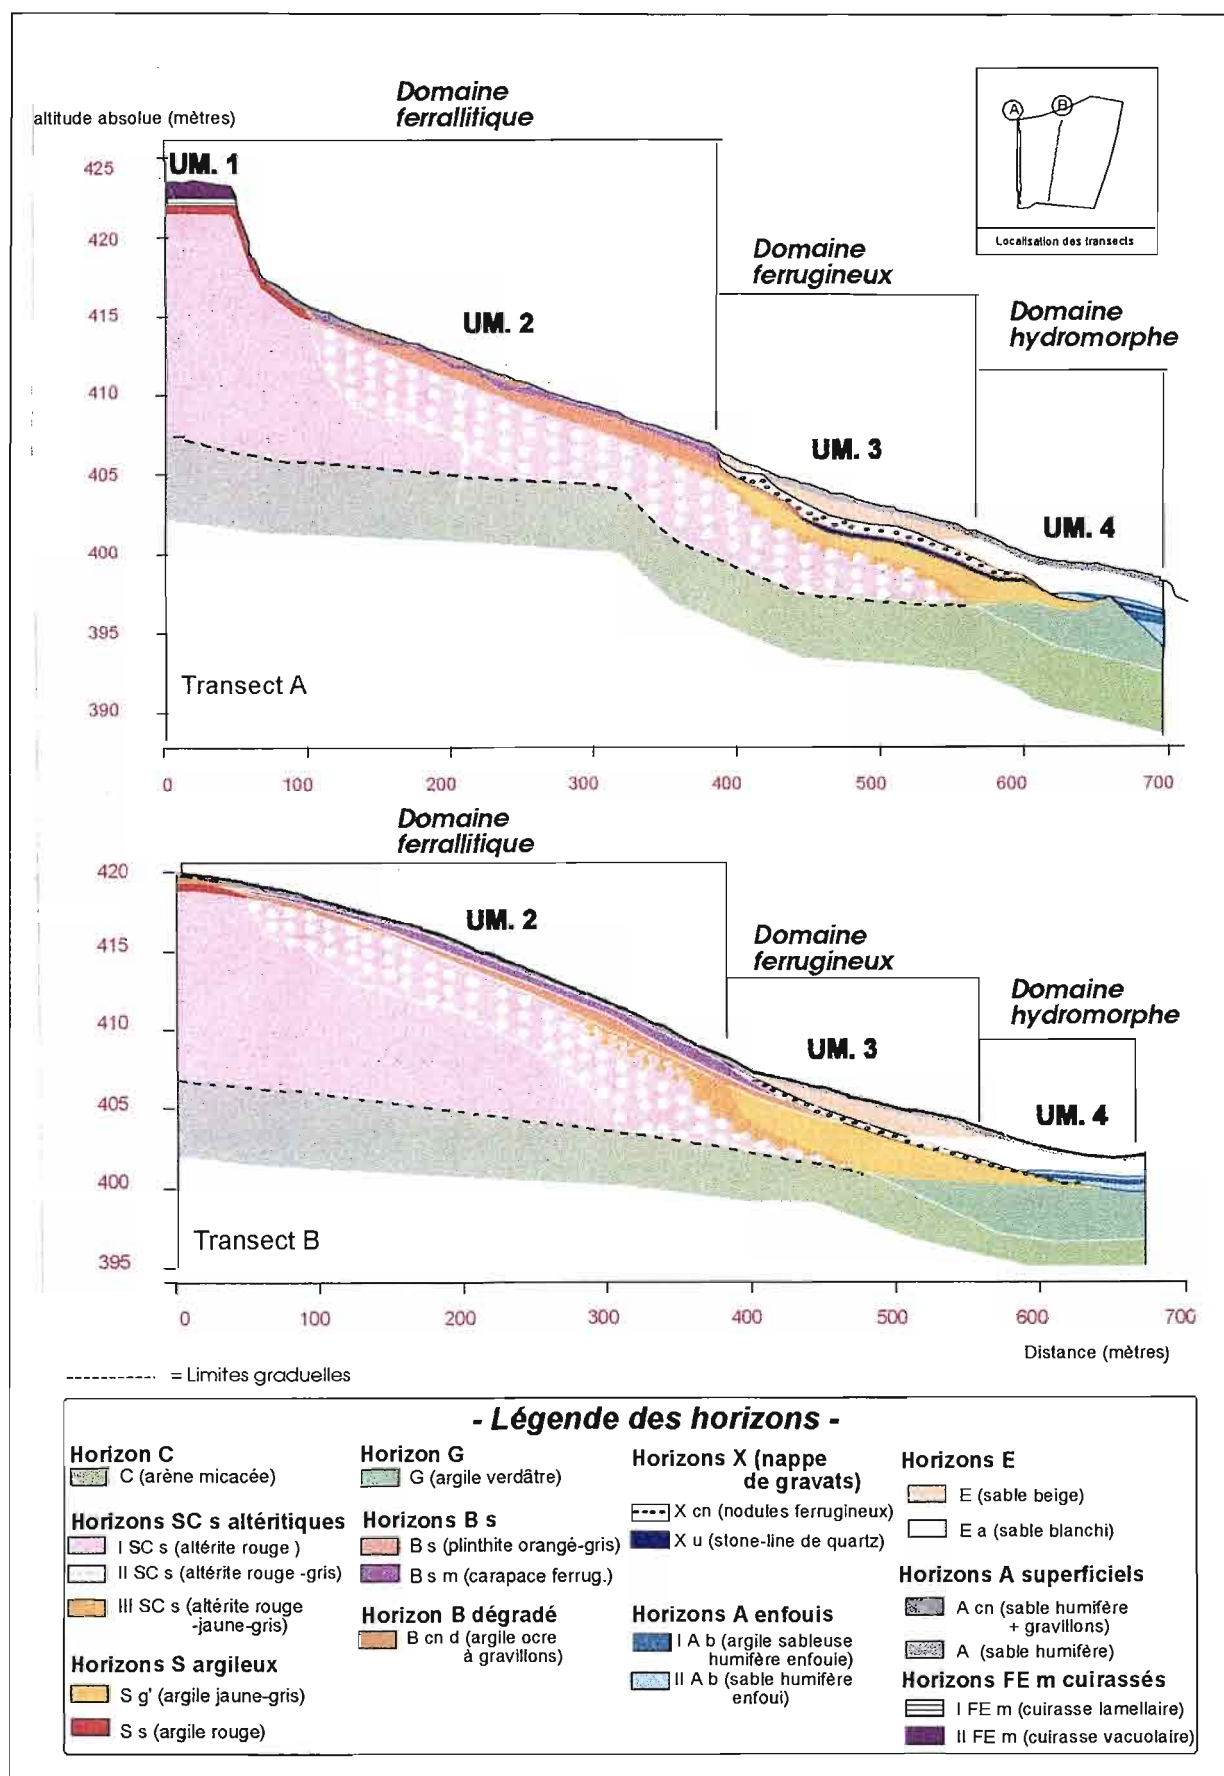 Domaine
ferrallitique
altitude absolue (mètres)
A
B
Localisation des transects
UM. 1
425
420
415
410
405
400
395
390
UM. 2
Domaine
ferrugineux
Domaine
hydromorphe
UM. 3
UM. 4
Transect A
0 100 200 300 400 500 600 700
Domaine
ferrallitique
420
415
410
405
400
395
UM. 2
Domaine
ferrugineux
Domaine
hydromorphe
UM. 3
UM. 4
Transect B
0 100 200 300 400 500 600 700
Distance (mètres)
= Limites graduelles
- Légende des horizons -
Horizon C
C (arène micacée)
Horizons SC s altéritiques
I SC s (altérite rouge )
II SC s (altérite rouge -gris)
III SC s (altérite rouge
-jaune-gris)
Horizons S argileux
S g' (argile jaune-gris)
S s (argile rouge)
Horizon G
G (argile verdâtre)
Horizons B s
B s (plinthite orangé-gris)
B s m (carapace ferrug.)
Horizon B dégradé
B cn d (argile ocre
à gravillons)
Horizons X (nappe
de gravats)
X cn (nodules ferrugineux)
X u (stone-line de quartz)
Horizons A enfouis
I A b (argile sableuse
humifère enfouie)
II A b (sable humifère
enfoui)
Horizons E
E (sable beige)
E a (sable blanchi)
Horizons A superficiels
A cn (sable humifère
+ gravillons)
A (sable humifère)
Horizons FE m cuirassés
I FE m (cuirasse lamellaire)
II FE m (cuirasse vacuolaire)